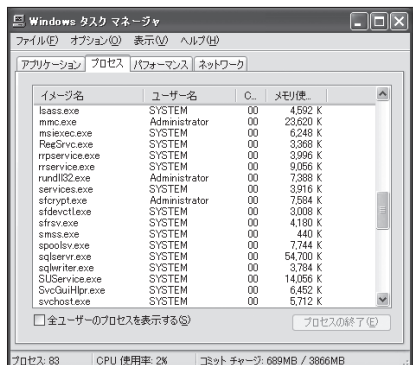 Windows タスク マネージャ
ファイル(F) オプション(O) 表示(V) ヘルプ(H)
アプリケーション プロセス パフォーマンス ネットワーク
イメージ名 ユーザー名 C... メモリ使...
lsass.exe SYSTEM 00 4,592 K
mmc.exe Administrator 00 23,620 K
msiexec.exe SYSTEM 00 6,248 K
RegSrvc.exe SYSTEM 00 3,368 K
rrpservice.exe SYSTEM 00 3,996 K
rrservice.exe SYSTEM 00 9,056 K
rundll32.exe Administrator 00 7,388 K
services.exe SYSTEM 00 3,916 K
sfcrypt.exe Administrator 00 7,584 K
sfdevctl.exe SYSTEM 00 3,008 K
sfrsv.exe SYSTEM 00 4,180 K
smss.exe SYSTEM 00 440 K
spoolsv.exe SYSTEM 00 7,744 K
sqlservr.exe SYSTEM 00 54,700 K
sqlwriter.exe SYSTEM 00 3,784 K
SUService.exe SYSTEM 00 14,056 K
SvcGuiHlpr.exe SYSTEM 00 6,452 K
svchost.exe SYSTEM 00 5,712 K
全ユーザーのプロセスを表示する(S) プロセスの終了(E)
プロセス: 83 CPU 使用率: 2% コミット チャージ: 689MB / 3866MB